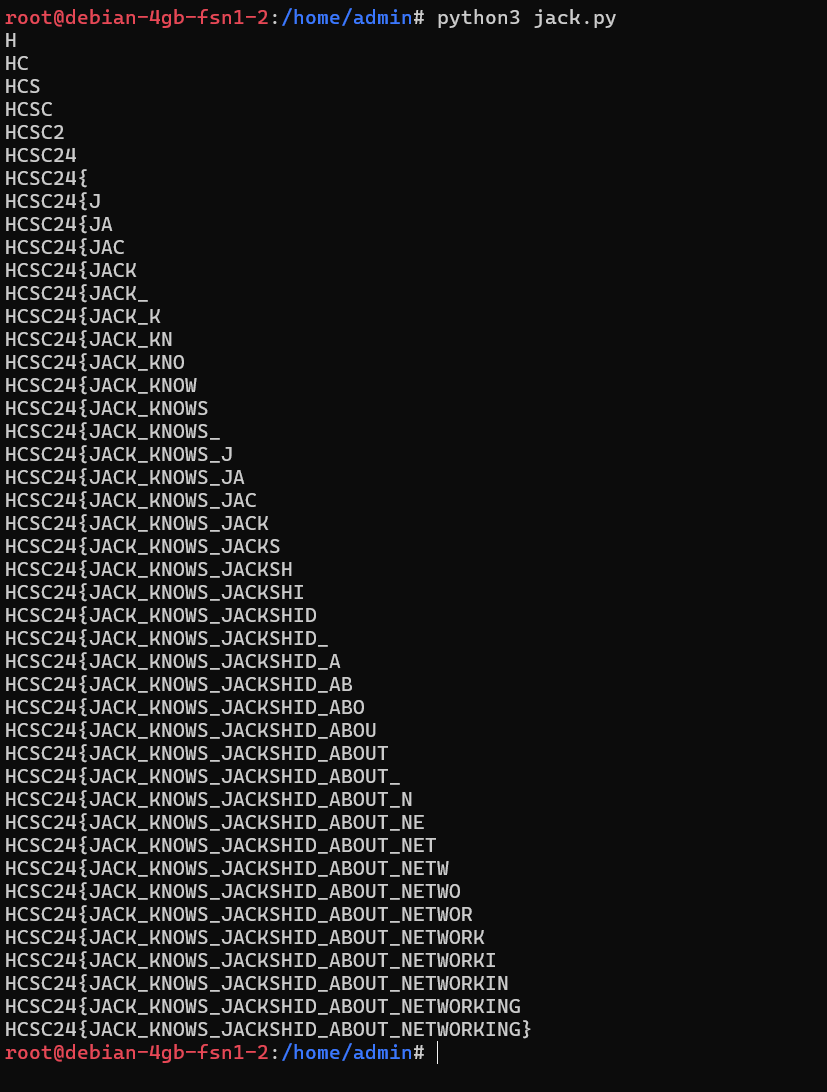 root@debian-4gb-fsn1-2:/home/admin# python3 jack.py
H
HC
HCS
HCSC
HCSC2
HCSC24
HCSC24{
HCSC24{J
HCSC24{JA
HCSC24{JAC
HCSC24{JACK
HCSC24{JACK_
HCSC24{JACK_K
HCSC24{JACK_KN
HCSC24{JACK_KNO
HCSC24{JACK_KNOW
HCSC24{JACK_KNOWS
HCSC24{JACK_KNOWS_
HCSC24{JACK_KNOWS_J
HCSC24{JACK_KNOWS_JA
HCSC24{JACK_KNOWS_JAC
HCSC24{JACK_KNOWS_JACK
HCSC24{JACK_KNOWS_JACKS
HCSC24{JACK_KNOWS_JACKSH
HCSC24{JACK_KNOWS_JACKSHI
HCSC24{JACK_KNOWS_JACKSHID
HCSC24{JACK_KNOWS_JACKSHID_
HCSC24{JACK_KNOWS_JACKSHID_A
HCSC24{JACK_KNOWS_JACKSHID_AB
HCSC24{JACK_KNOWS_JACKSHID_ABO
HCSC24{JACK_KNOWS_JACKSHID_ABOU
HCSC24{JACK_KNOWS_JACKSHID_ABOUT
HCSC24{JACK_KNOWS_JACKSHID_ABOUT_
HCSC24{JACK_KNOWS_JACKSHID_ABOUT_N
HCSC24{JACK_KNOWS_JACKSHID_ABOUT_NE
HCSC24{JACK_KNOWS_JACKSHID_ABOUT_NET
HCSC24{JACK_KNOWS_JACKSHID_ABOUT_NETW
HCSC24{JACK_KNOWS_JACKSHID_ABOUT_NETWO
HCSC24{JACK_KNOWS_JACKSHID_ABOUT_NETWOR
HCSC24{JACK_KNOWS_JACKSHID_ABOUT_NETWORK
HCSC24{JACK_KNOWS_JACKSHID_ABOUT_NETWORKI
HCSC24{JACK_KNOWS_JACKSHID_ABOUT_NETWORKIN
HCSC24{JACK_KNOWS_JACKSHID_ABOUT_NETWORKING
HCSC24{JACK_KNOWS_JACKSHID_ABOUT_NETWORKING}
root@debian-4gb-fsn1-2:/home/admin#